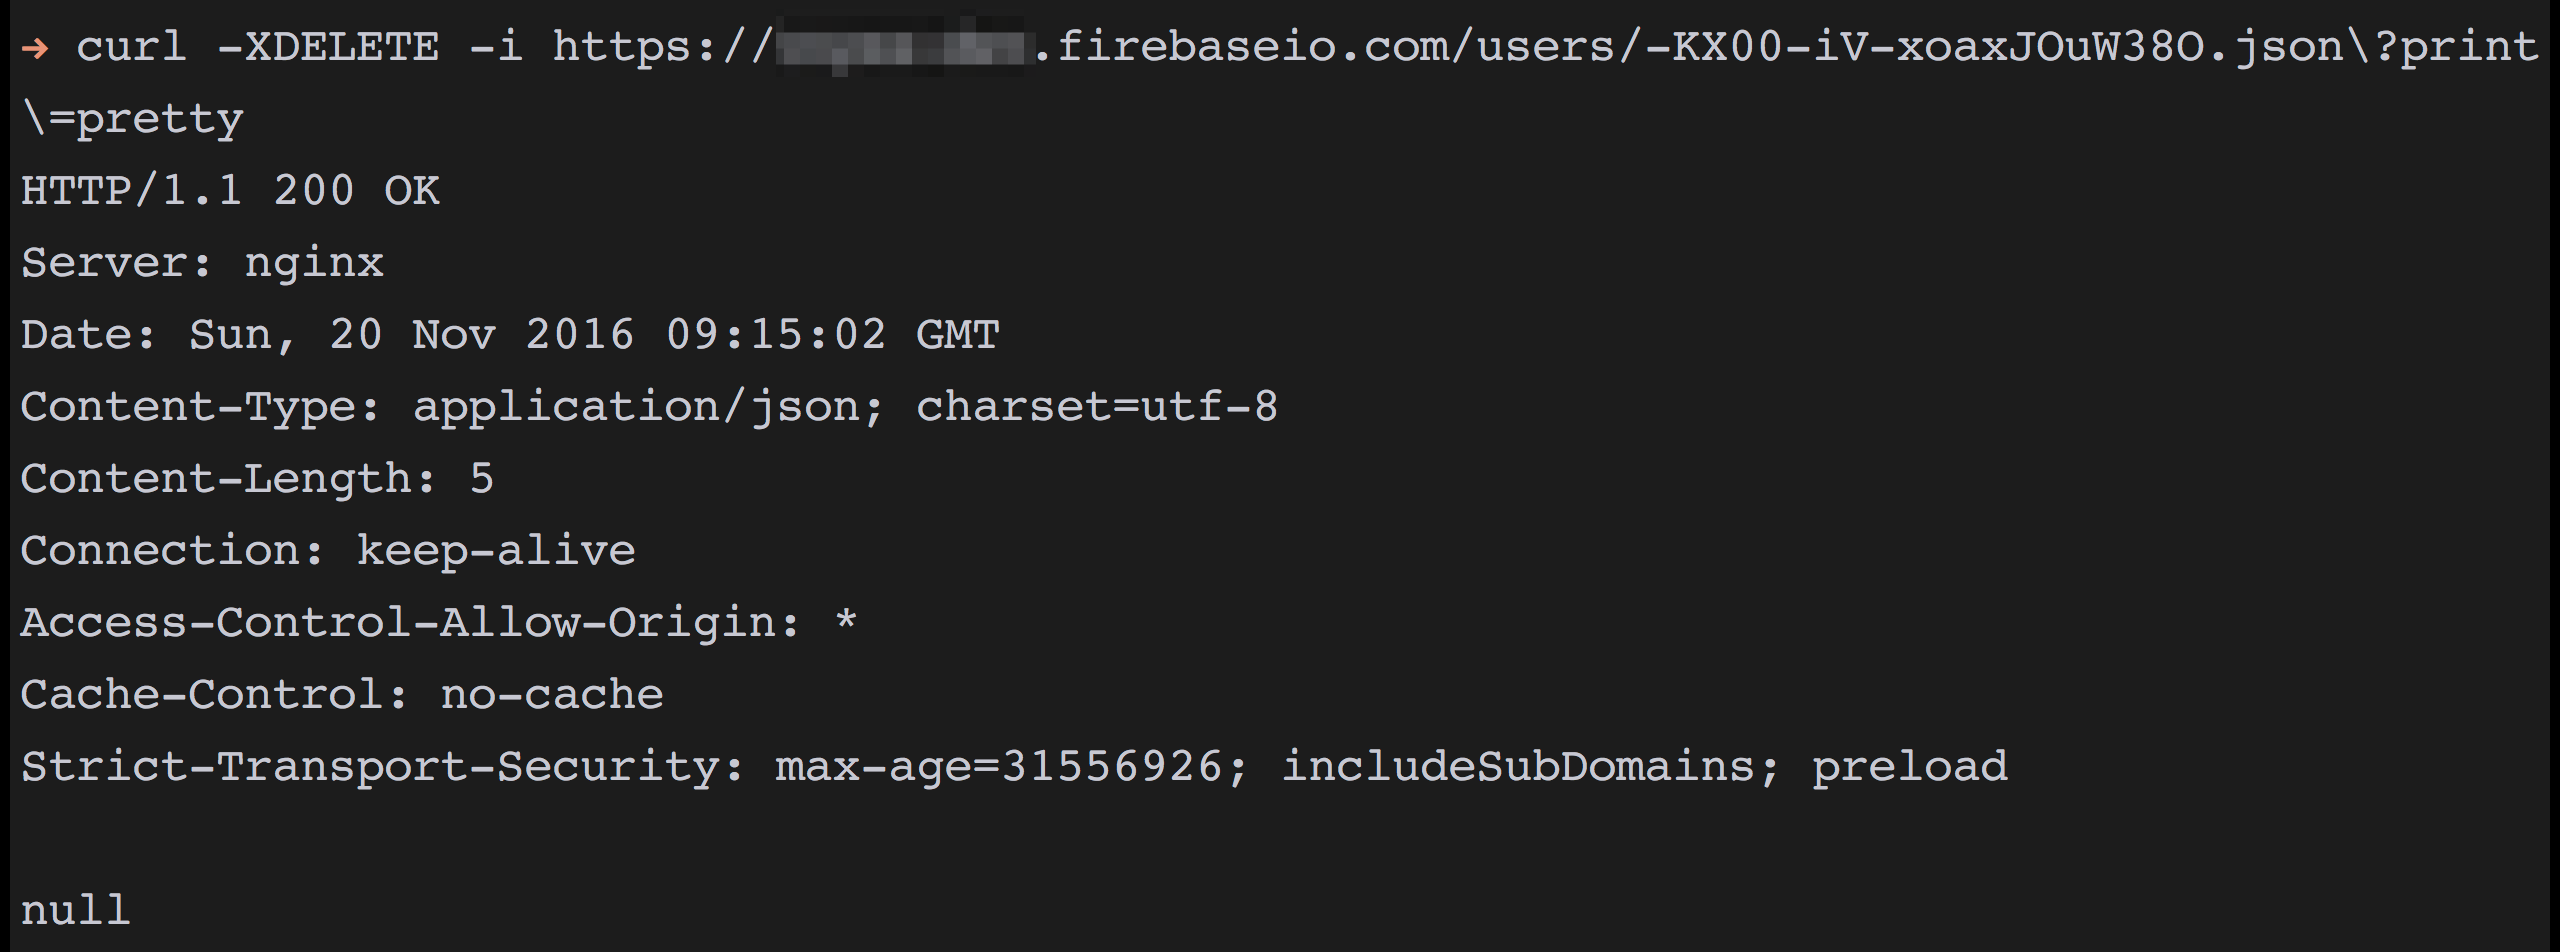 → curl -XDELETE -i https://.firebaseio.com/users/-KX00-iV-xoaxJOuW38O.json\?print
\=pretty
HTTP/1.1 200 OK
Server: nginx
Date: Sun, 20 Nov 2016 09:15:02 GMT
Content-Type: application/json; charset=utf-8
Content-Length: 5
Connection: keep-alive
Access-Control-Allow-Origin: *
Cache-Control: no-cache
Strict-Transport-Security: max-age=31556926; includeSubDomains; preload
null